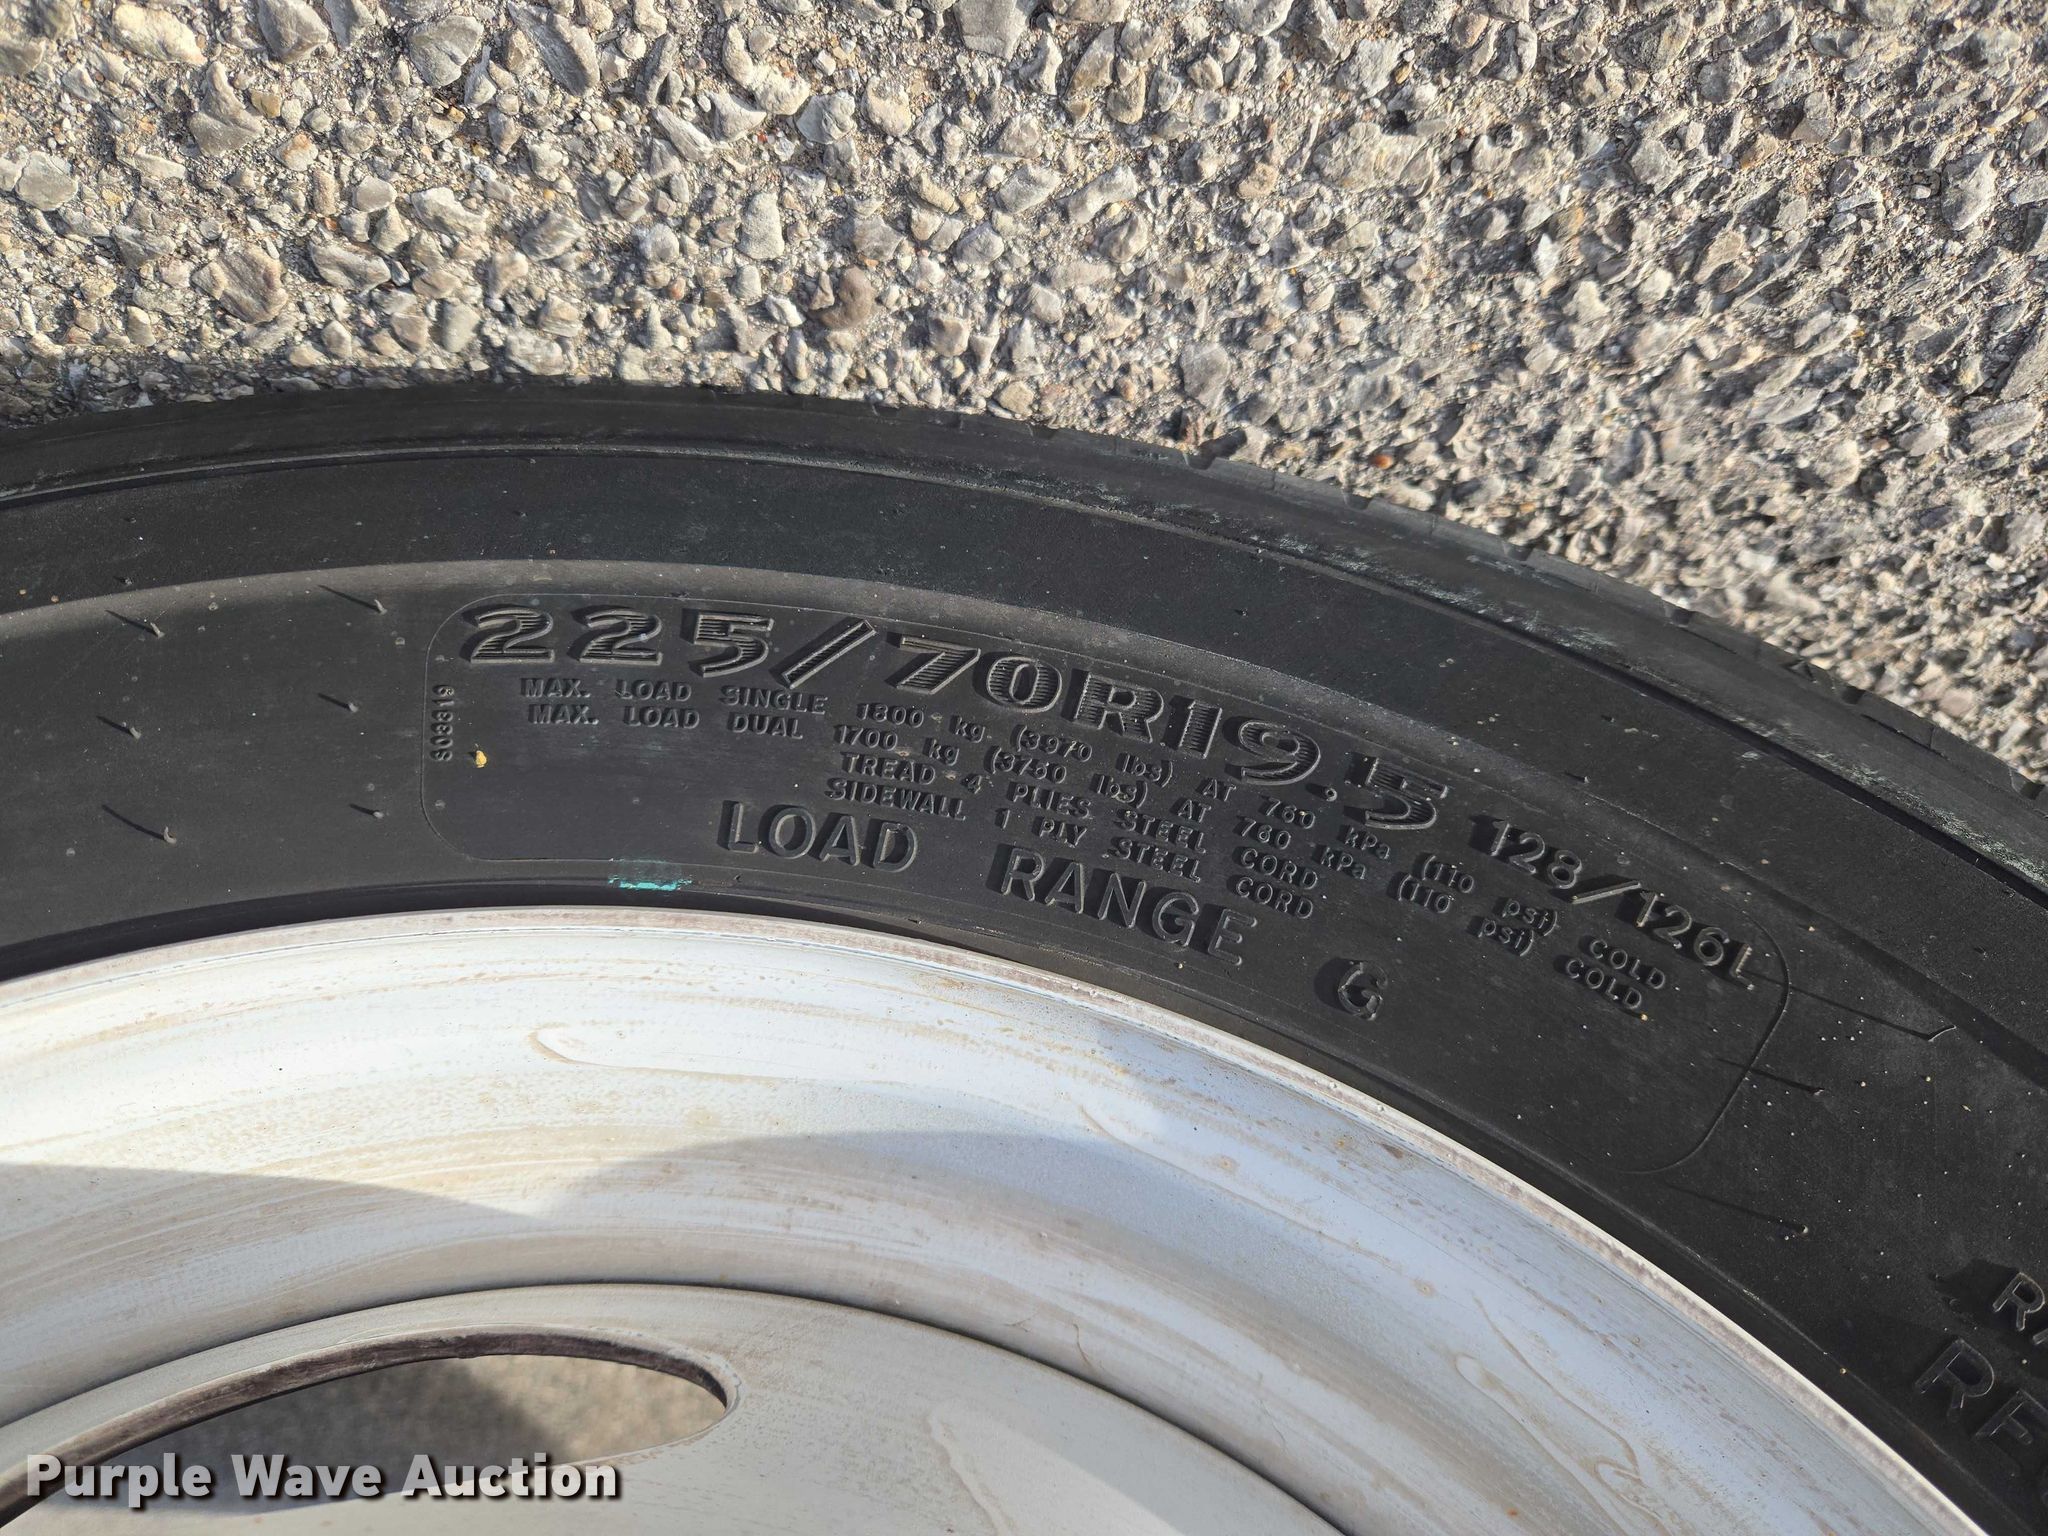 225/70R19.5 128/126L
MAX. LOAD SINGLE 1800 kg (3970 lbs) AT 760 kPa (110 psi) COLD
MAX. LOAD DUAL 1700 kg (3750 lbs) AT 760 kPa (110 psi) COLD
TREAD 4 PLIES STEEL CORD
SIDEWALL 1 PLY STEEL CORD
LOAD RANGE G
S03319
Purple Wave Auction